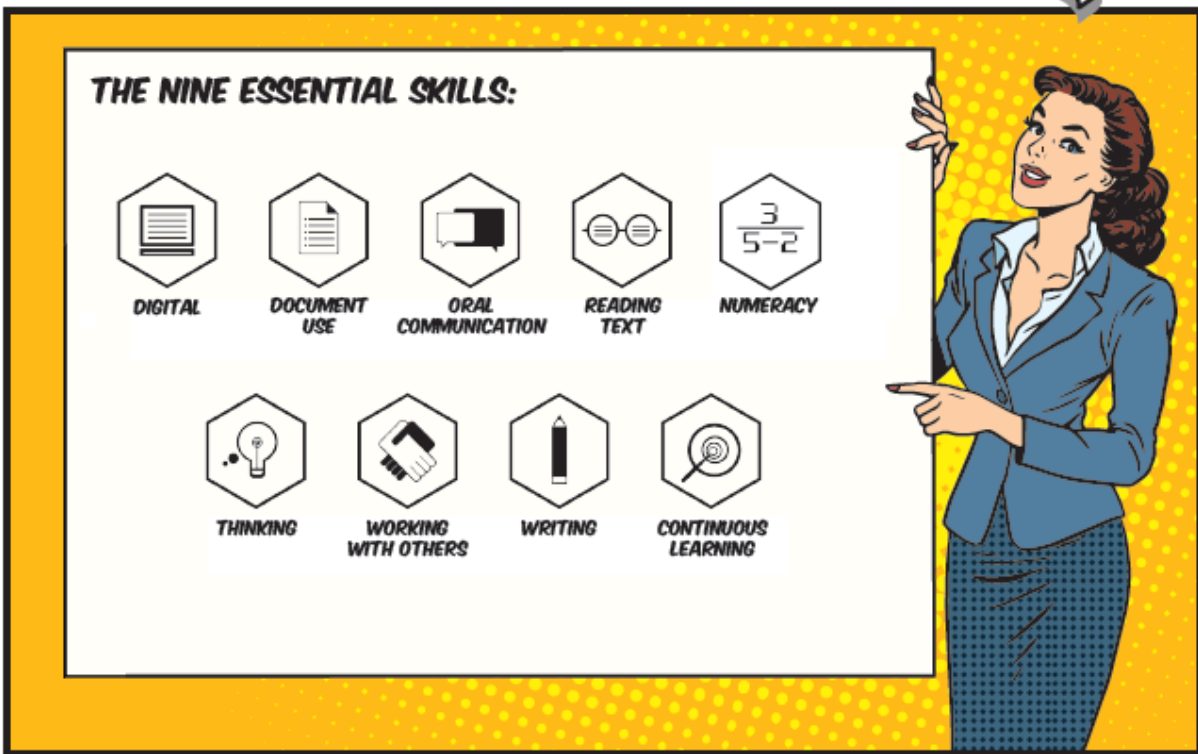 THE NINE ESSENTIAL SKILLS:
3
5-2
DIGITAL
DOCUMENT
USE
ORAL
COMMUNICATION
READING
TEXT
NUMERACY
THINKING
WORKING
WITH OTHERS
WRITING
CONTINUOUS
LEARNING